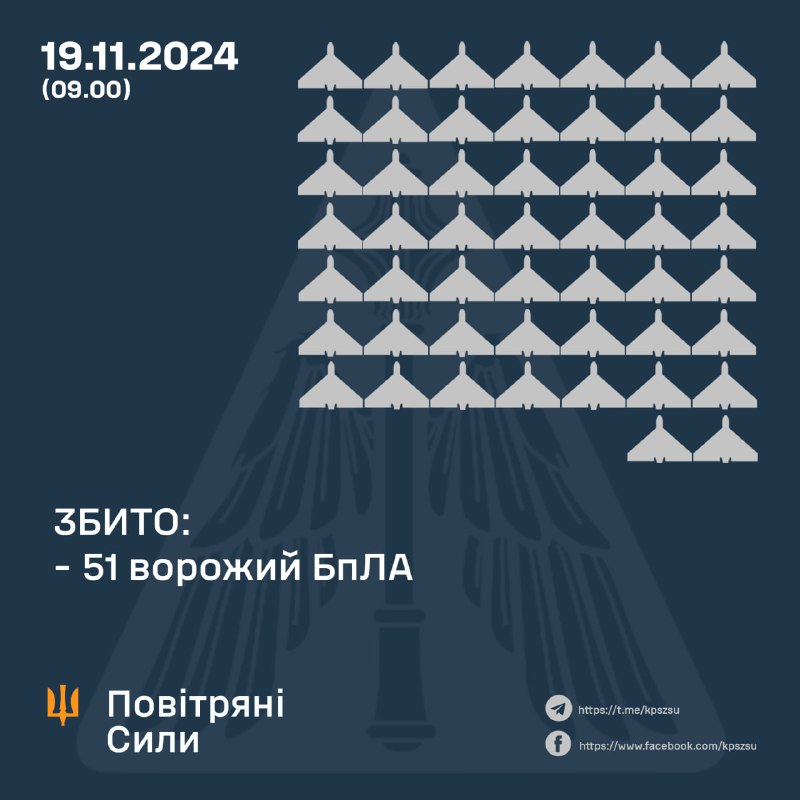 19.11.2024
(09.00)
ЗБИТО:
- 51 ворожий БпЛА
Повітряні
Сили
https://t.me/kpszsu
https://www.facebook.com/kpszsu